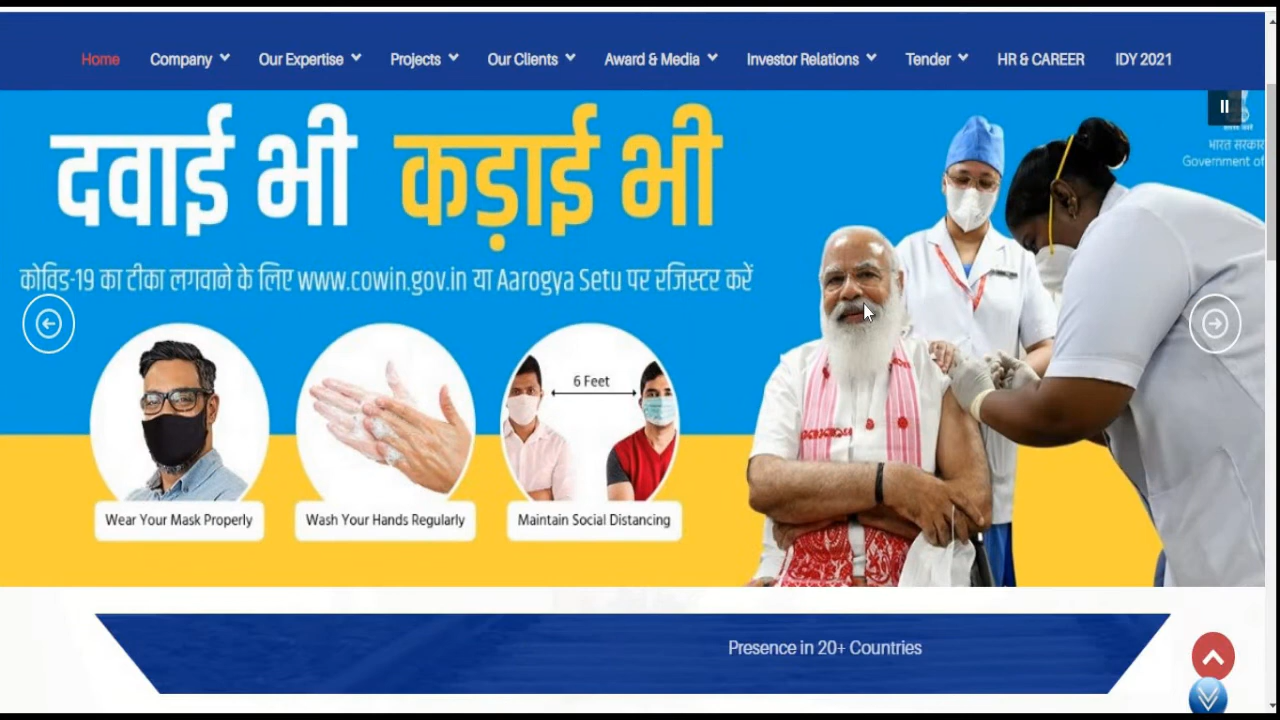 Home Company Our Expertise Projects Our Clients Award & Media Investor Relations Tender HR & CAREER IDY 2021
भारत सरकार
Government of
दवाई भी कड़ाई भी
कोविड-19 का टीका लगवाने के लिए www.cowin.gov.in या Aarogya Setu पर रजिस्टर करें
6 Feet
Wear Your Mask Properly
Wash Your Hands Regularly
Maintain Social Distancing
Presence in 20+ Countries